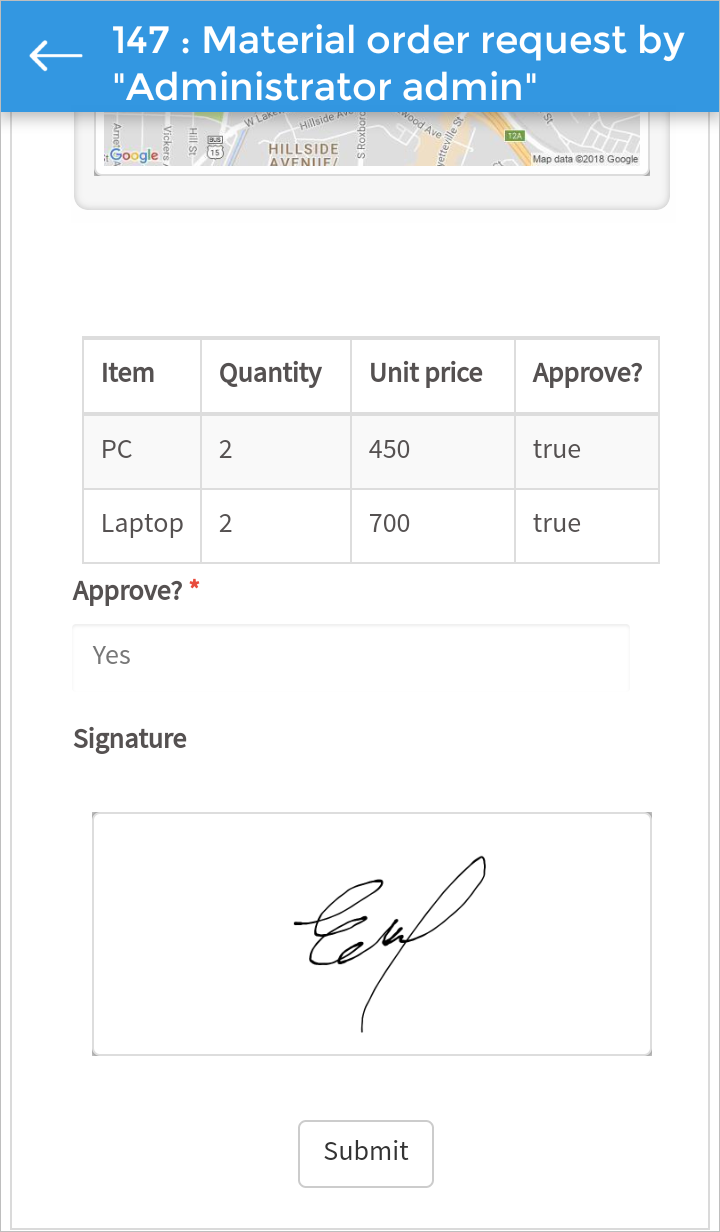 147 : Material order request by
"Administrator admin"
W Lake
Hillside Ave
wood Ave
St
Vickers
Hill St
BUS
15
S Roxboro
yetteville St
12A
HILLSIDE
AVENUE/
Google
Map data ©2018 Google
Item Quantity Unit price Approve?
PC 2 450 true
Laptop 2 700 true
Approve? *
Yes
Signature
Submit